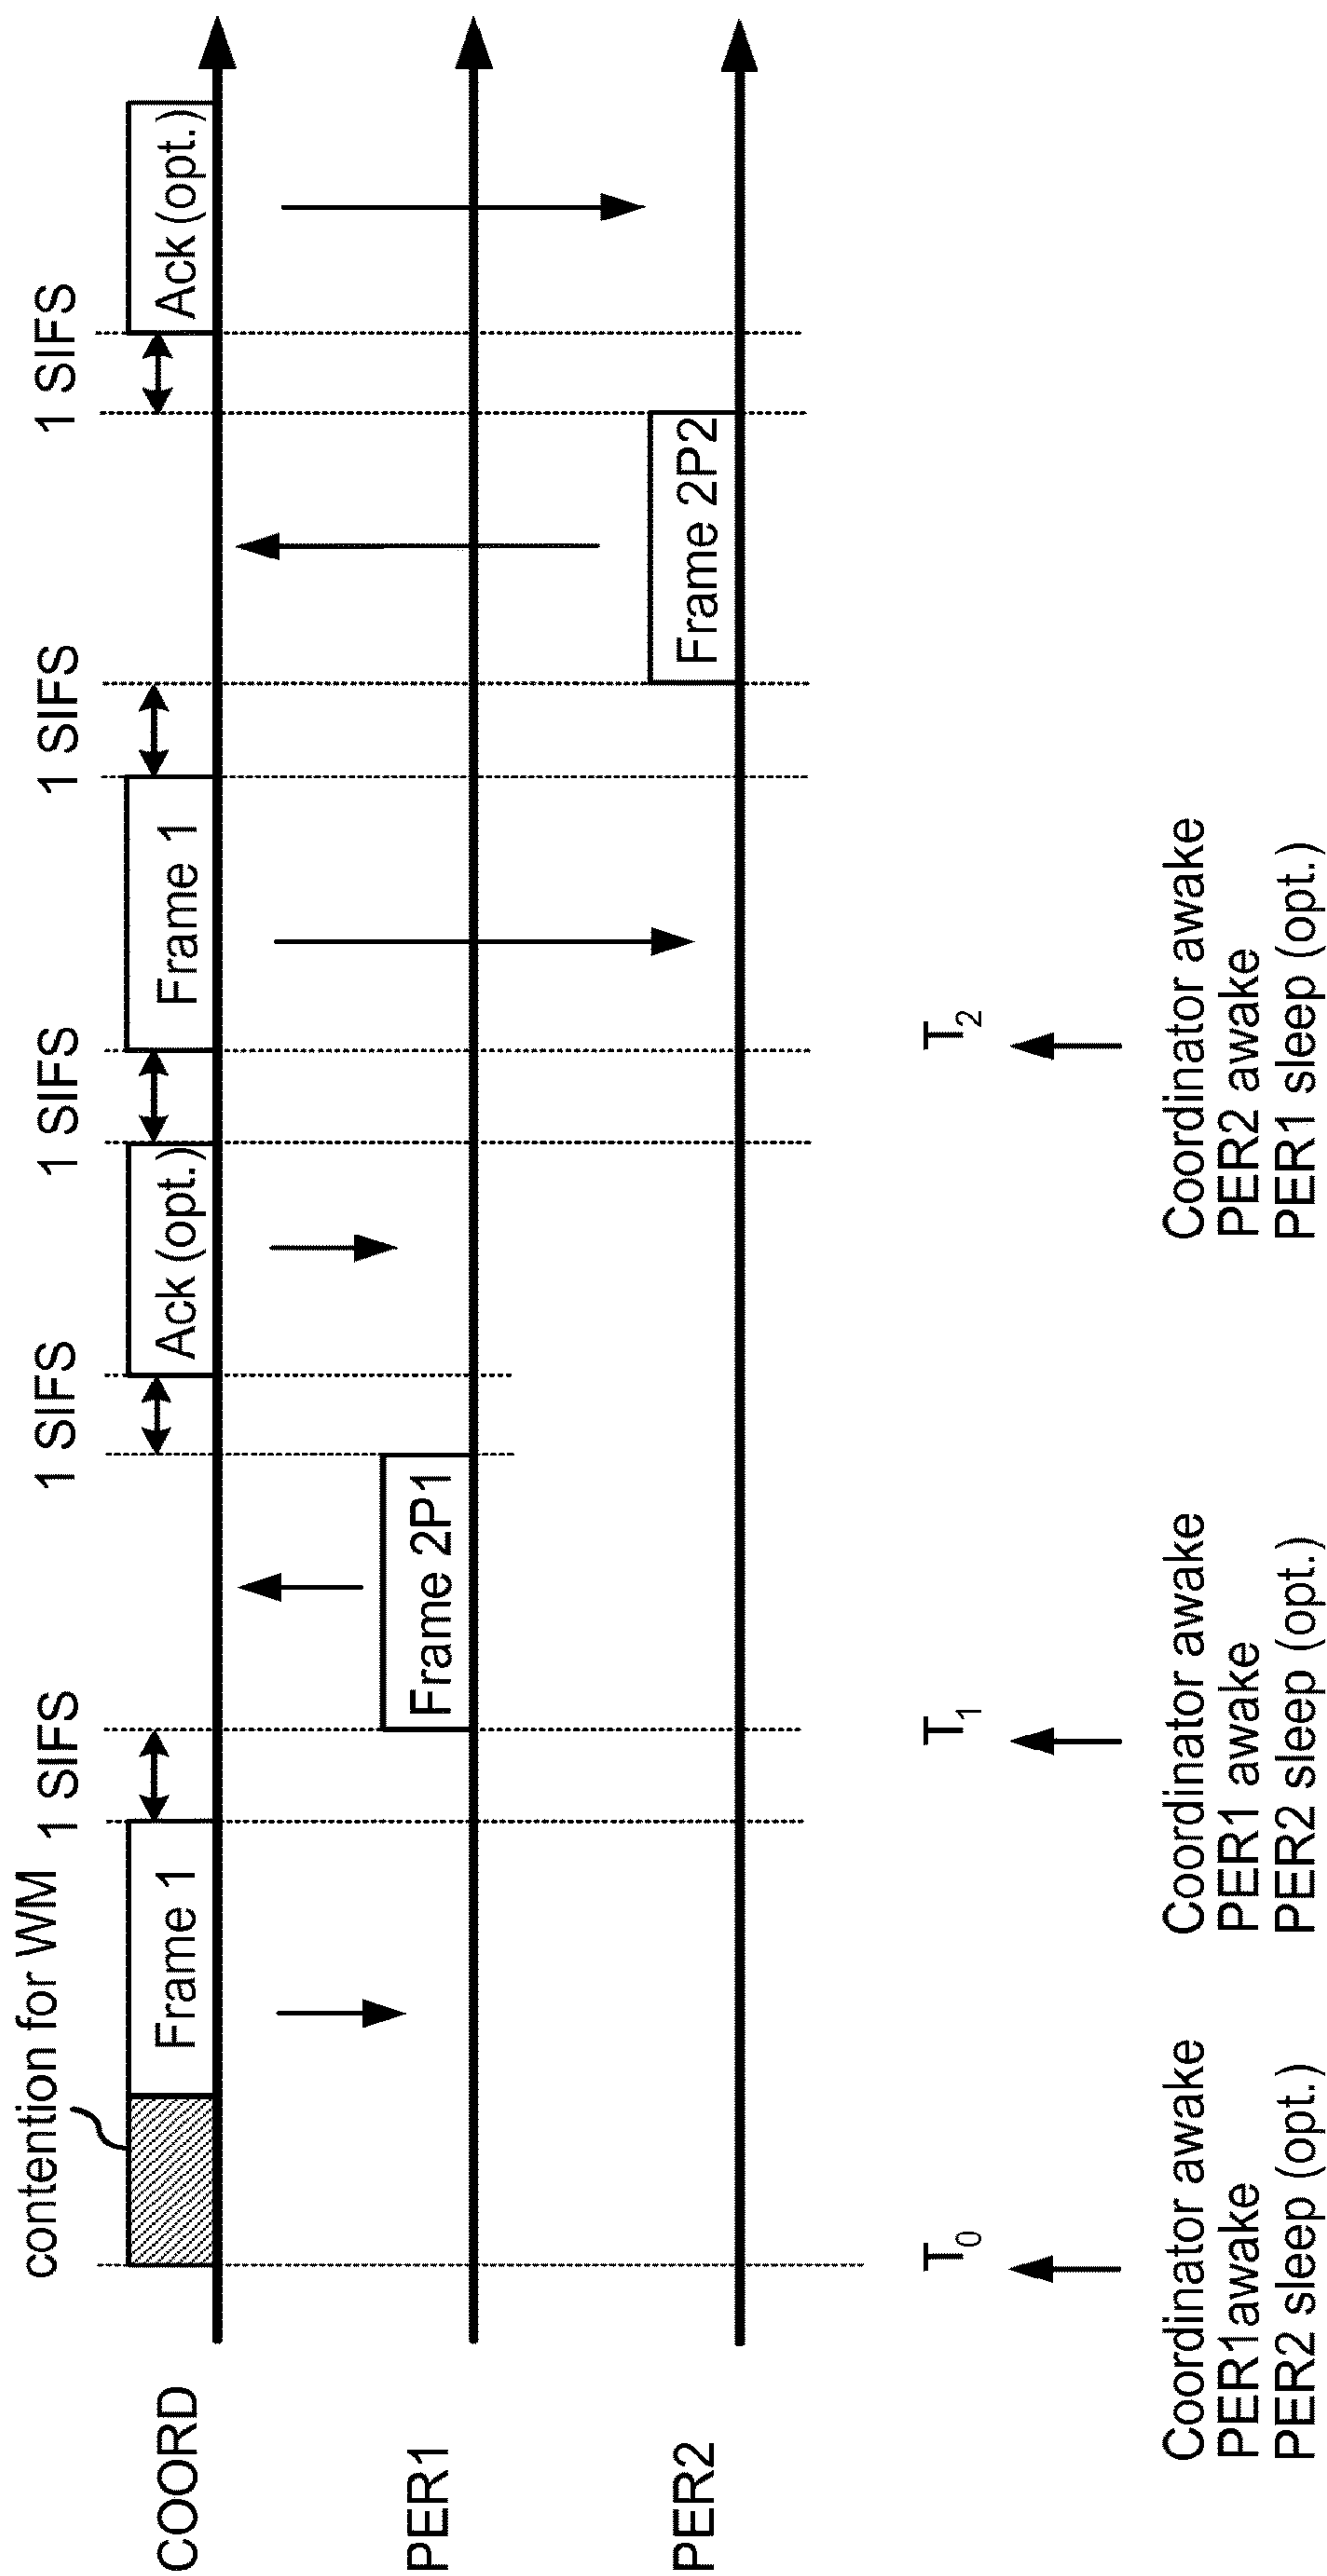 contention for WM
1 SIFS
1 SIFS
1 SIFS
1 SIFS
1 SIFS
COORD
Frame 1
Ack (opt.)
Frame 1
Ack (opt.)
PER1
Frame 2P1
PER2
Frame 2P2
T0
T1
T2
Coordinator awake
PER1awake
PER2 sleep (opt.)
Coordinator awake
PER1 awake
PER2 sleep (opt.)
Coordinator awake
PER2 awake
PER1 sleep (opt.)